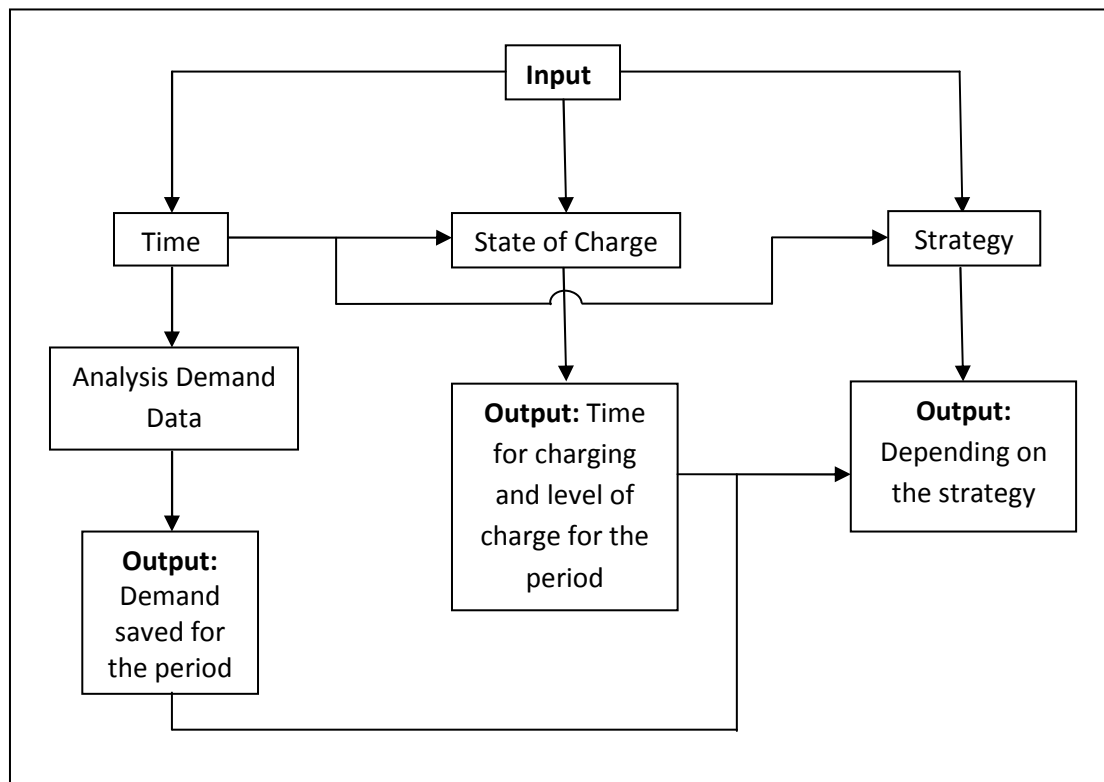 Input
Time
State of Charge
Strategy
Analysis Demand
Data
Output: Time
for charging
and level of
charge for the
period
Output:
Depending on
the strategy
Output:
Demand
saved for
the period